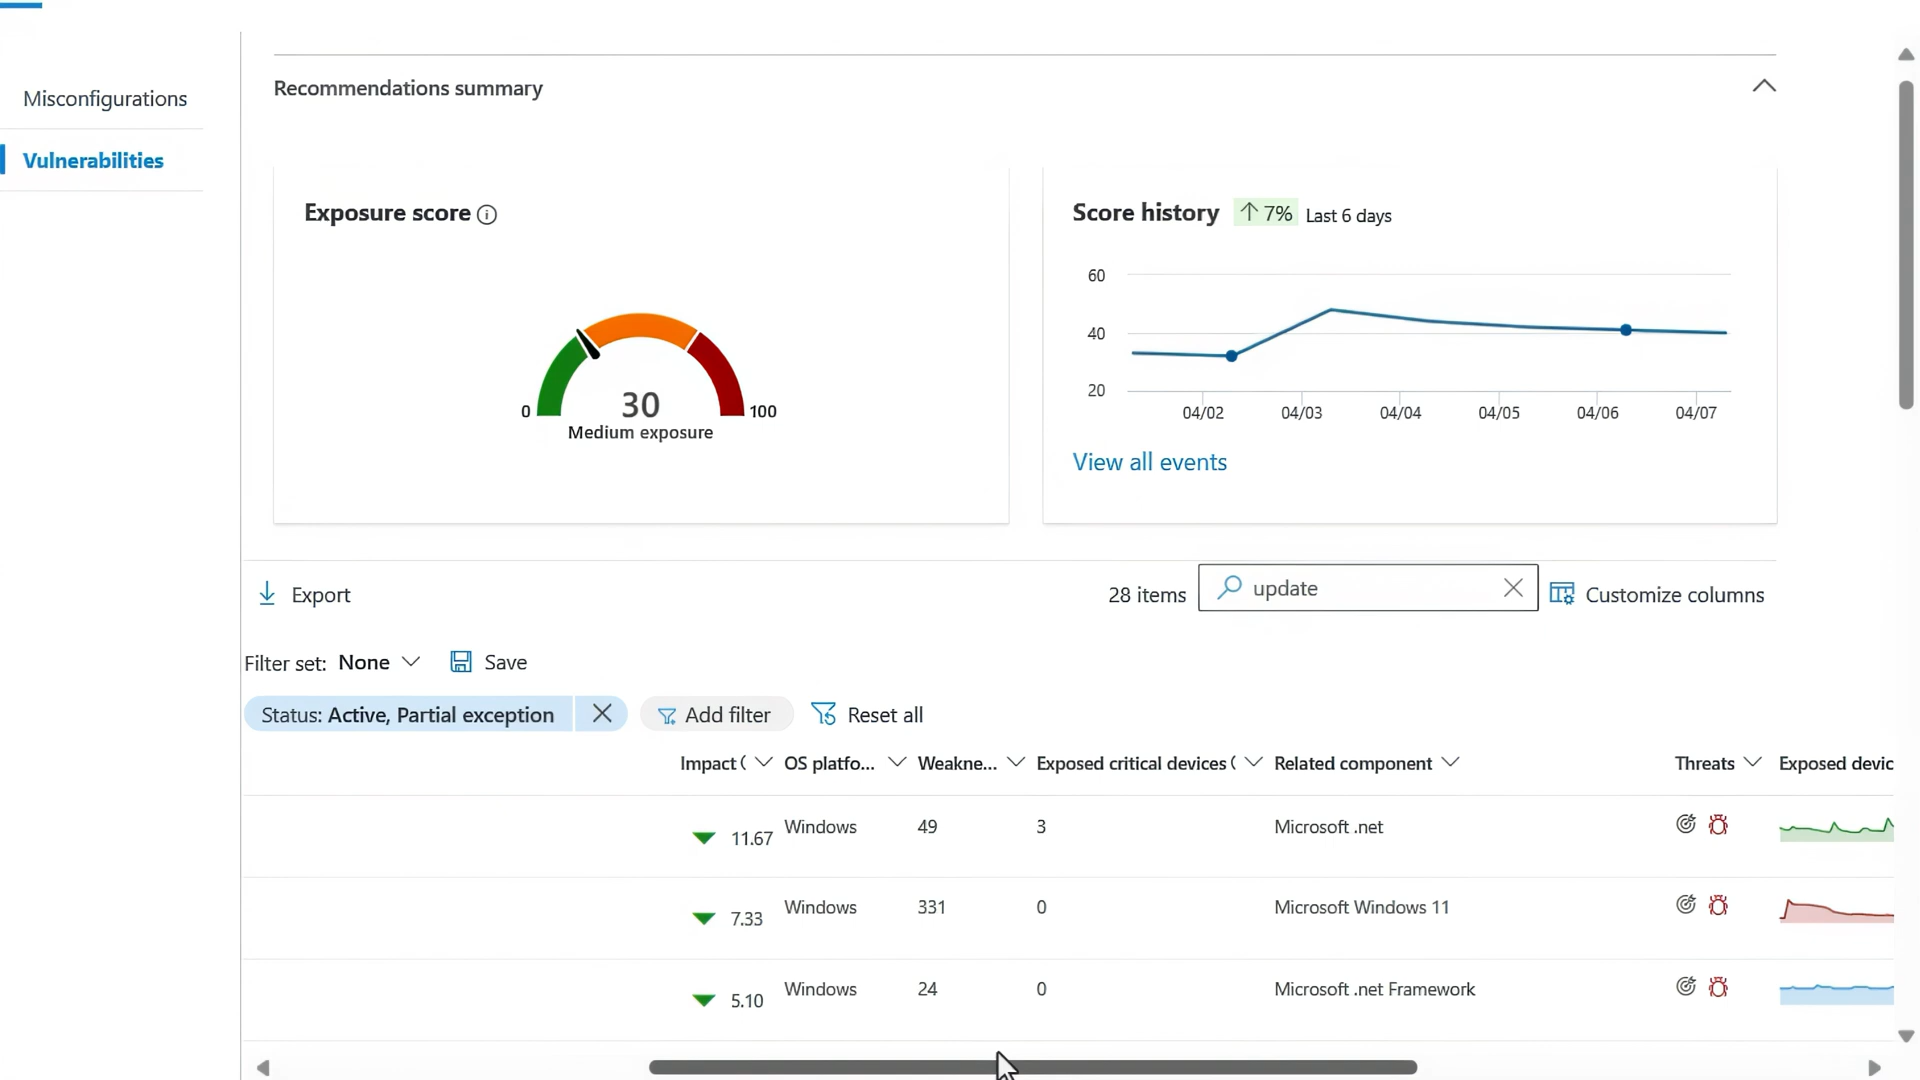 Misconfigurations
Vulnerabilities
Recommendations summary
Exposure score
0
30
100
Medium exposure
Score history 7% Last 6 days
60
40
20
04/02 04/03 04/04 04/05 04/06 04/07
View all events
Export
28 items
update
Customize columns
Filter set: None Save
Status: Active, Partial exception
Add filter
Reset all
Impact ( OS platfo... Weakne... Exposed critical devices ( Related component Threats Exposed devic
11.67 Windows 49 3 Microsoft .net
7.33 Windows 331 0 Microsoft Windows 11
5.10 Windows 24 0 Microsoft .net Framework